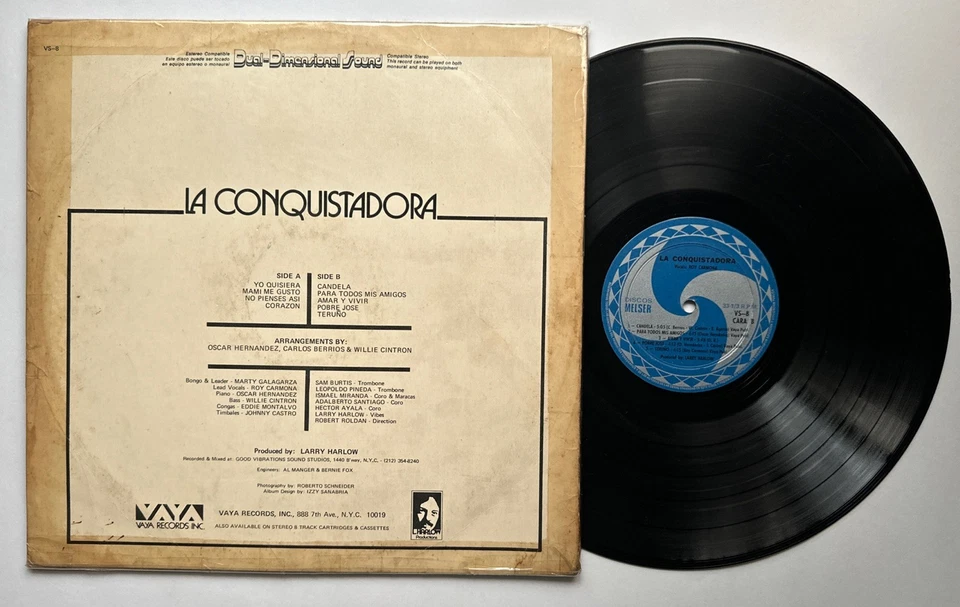 VS-8
Estereo Compatible
Este disco puede ser tocado
en equipo estereo o monaural
Dual-Dimensional Sound
Compatible Stereo
This record can be played on both
monaural and stereo equipment
LA CONQUISTADORA
SIDE A
YO QUISIERA
MAMI ME GUSTO
NO PIENSES ASI
CORAZON
SIDE B
CANDELA
PARA TODOS MIS AMIGOS
AMAR Y VIVIR
POBRE JOSE
TERUÑO
ARRANGEMENTS BY:
OSCAR HERNANDEZ, CARLOS BERRIOS & WILLIE CINTRON
Bongo & Leader - MARTY GALAGARZA
Lead Vocals - ROY CARMONA
Piano - OSCAR HERNANDEZ
Bass - WILLIE CINTRON
Congas - EDDIE MONTALVO
Timbales - JOHNNY CASTRO
SAM BURTIS - Trombone
LEOPOLDO PINEDA - Trombone
ISMAEL MIRANDA - Coro & Maracas
ADALBERTO SANTIAGO - Coro
HECTOR AYALA - Coro
LARRY HARLOW - Vibes
ROBERT ROLDAN - Direction
Produced by: LARRY HARLOW
Recorded & Mixed at: GOOD VIBRATIONS SOUND STUDIOS, 1440 B'way, N.Y.C. - (212) 354-6240
Engineers: AL MANGER & BERNIE FOX
Photography by: ROBERTO SCHNEIDER
Album Design by: IZZY SANABRIA
VAYA
VAYA RECORDS INC.
VAYA RECORDS, INC., 888 7th Ave., N.Y.C. 10019
ALSO AVAILABLE ON STEREO 8 TRACK CARTRIDGES & CASSETTES
HARLOW
Productions
LA CONQUISTADORA
DISCOS
MELSER
VS-8
CARA B